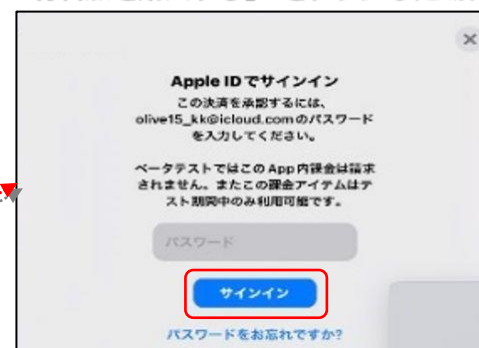 Apple IDでサインイン
この決済を承認するには、
olive15_kk@icloud.comのパスワード
を入力してください。
ベータテストではこのApp内課金は請求
されません。またこの課金アイテムはテ
スト期間中のみ利用可能です。
パスワード
サインイン
パスワードをお忘れですか?